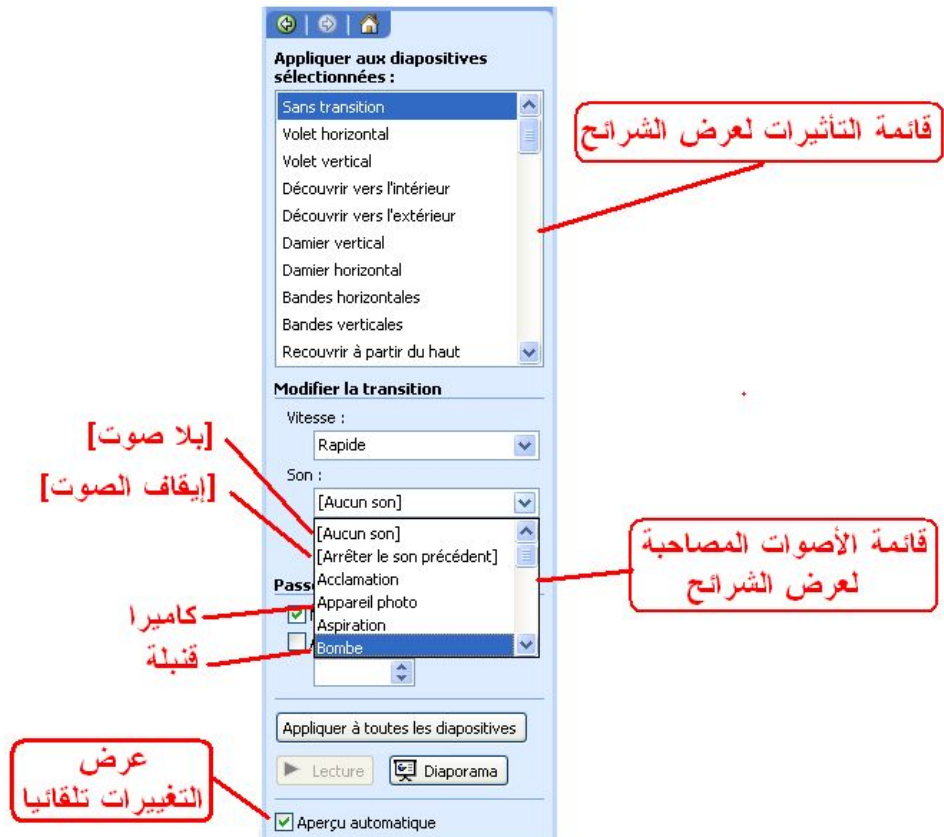 Appliquer aux diapositives
sélectionnées :
Sans transition
Volet horizontal
Volet vertical
Découvrir vers l'intérieur
Découvrir vers l'extérieur
Damier vertical
Damier horizontal
Bandes horizontales
Bandes verticales
Recouvrir à partir du haut
قائمة التأثيرات لعرض الشرائح
Modifier la transition
Vitesse :
Rapide
Son :
[Aucun son]
[Aucun son]
[Arrêter le son précédent]
Acclamation
Appareil photo
Aspiration
Bombe
[بلا صوت]
[إيقاف الصوت]
كاميرا
قنبلة
قائمة الأصوات المصاحبة
لعرض الشرائح
Appliquer à toutes les diapositives
Lecture
Diaporama
Aperçu automatique
عرض
التغييرات تلقائيا